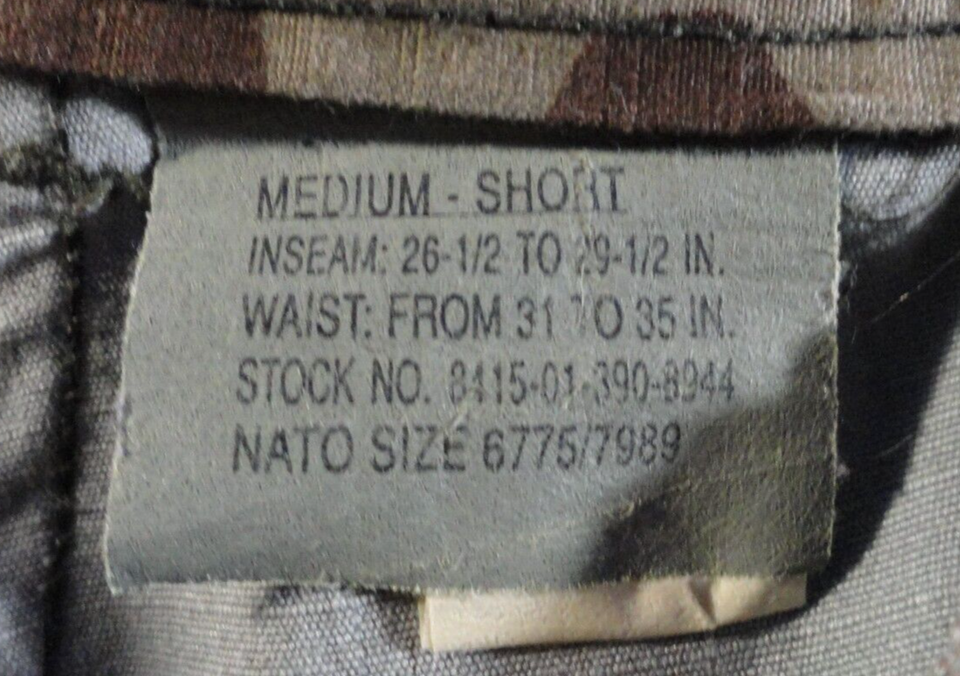 MEDIUM - SHORT
INSEAM: 26-1/2 TO 29-1/2 IN.
WAIST: FROM 31 TO 35 IN.
STOCK NO. 8415-01-390-8944
NATO SIZE 6775/7989